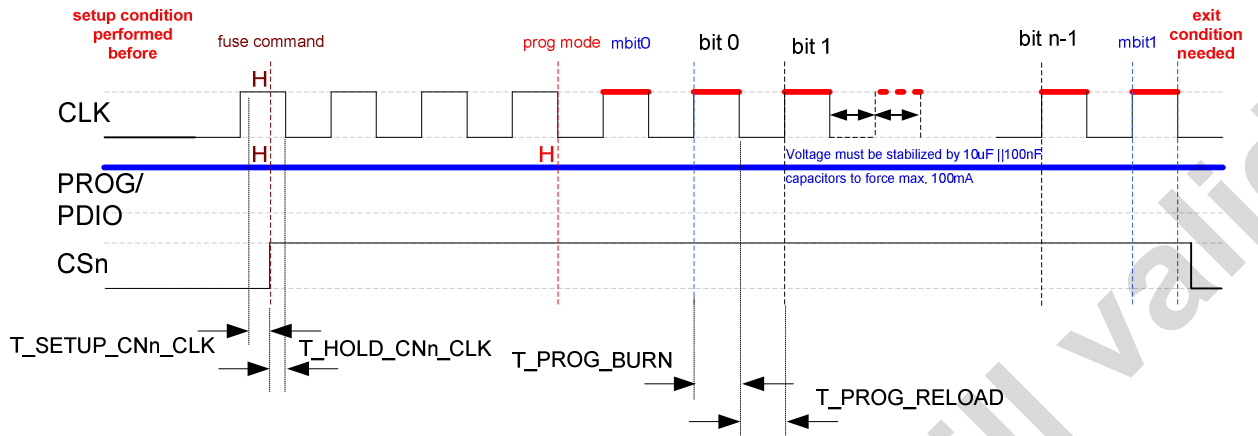 setup condition
performed
before
fuse command
prog mode
mbit0
bit 0
bit 1
bit n-1
mbit1
exit
condition
needed
H
CLK
H
H
Voltage must be stabilized by 10uF ||100nF
capacitors to force max. 100mA
PROG/
PDIO
CSn
T_SETUP_CNn_CLK
T_HOLD_CNn_CLK
T_PROG_BURN
T_PROG_RELOAD
ill valid